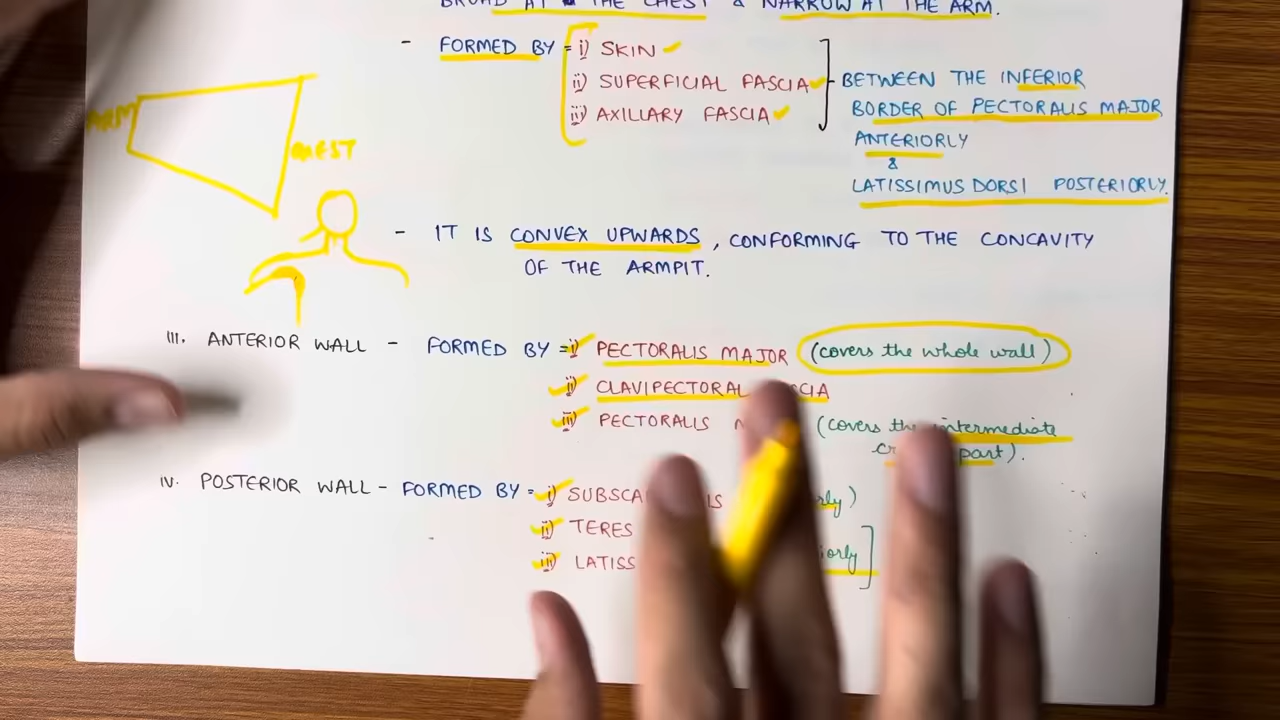 BROAD AT THE CHEST & NARROW AT THE ARM.
- FORMED BY = i) SKIN
ii) SUPERFICIAL FASCIA
iii) AXILLARY FASCIA
BETWEEN THE INFERIOR
BORDER OF PECTORALIS MAJOR
ANTERIORLY
&
LATISSIMUS DORSI POSTERIORLY.
ARM
CHEST
- IT IS CONVEX UPWARDS, CONFORMING TO THE CONCAVITY
OF THE ARMPIT.
III. ANTERIOR WALL - FORMED BY = i) PECTORALIS MAJOR (covers the whole wall)
ii) CLAVIPECTORAL
iii) PECTORALIS (covers the intermediate
part).
IV. POSTERIOR WALL - FORMED BY = i)
ii) TERES
iii)